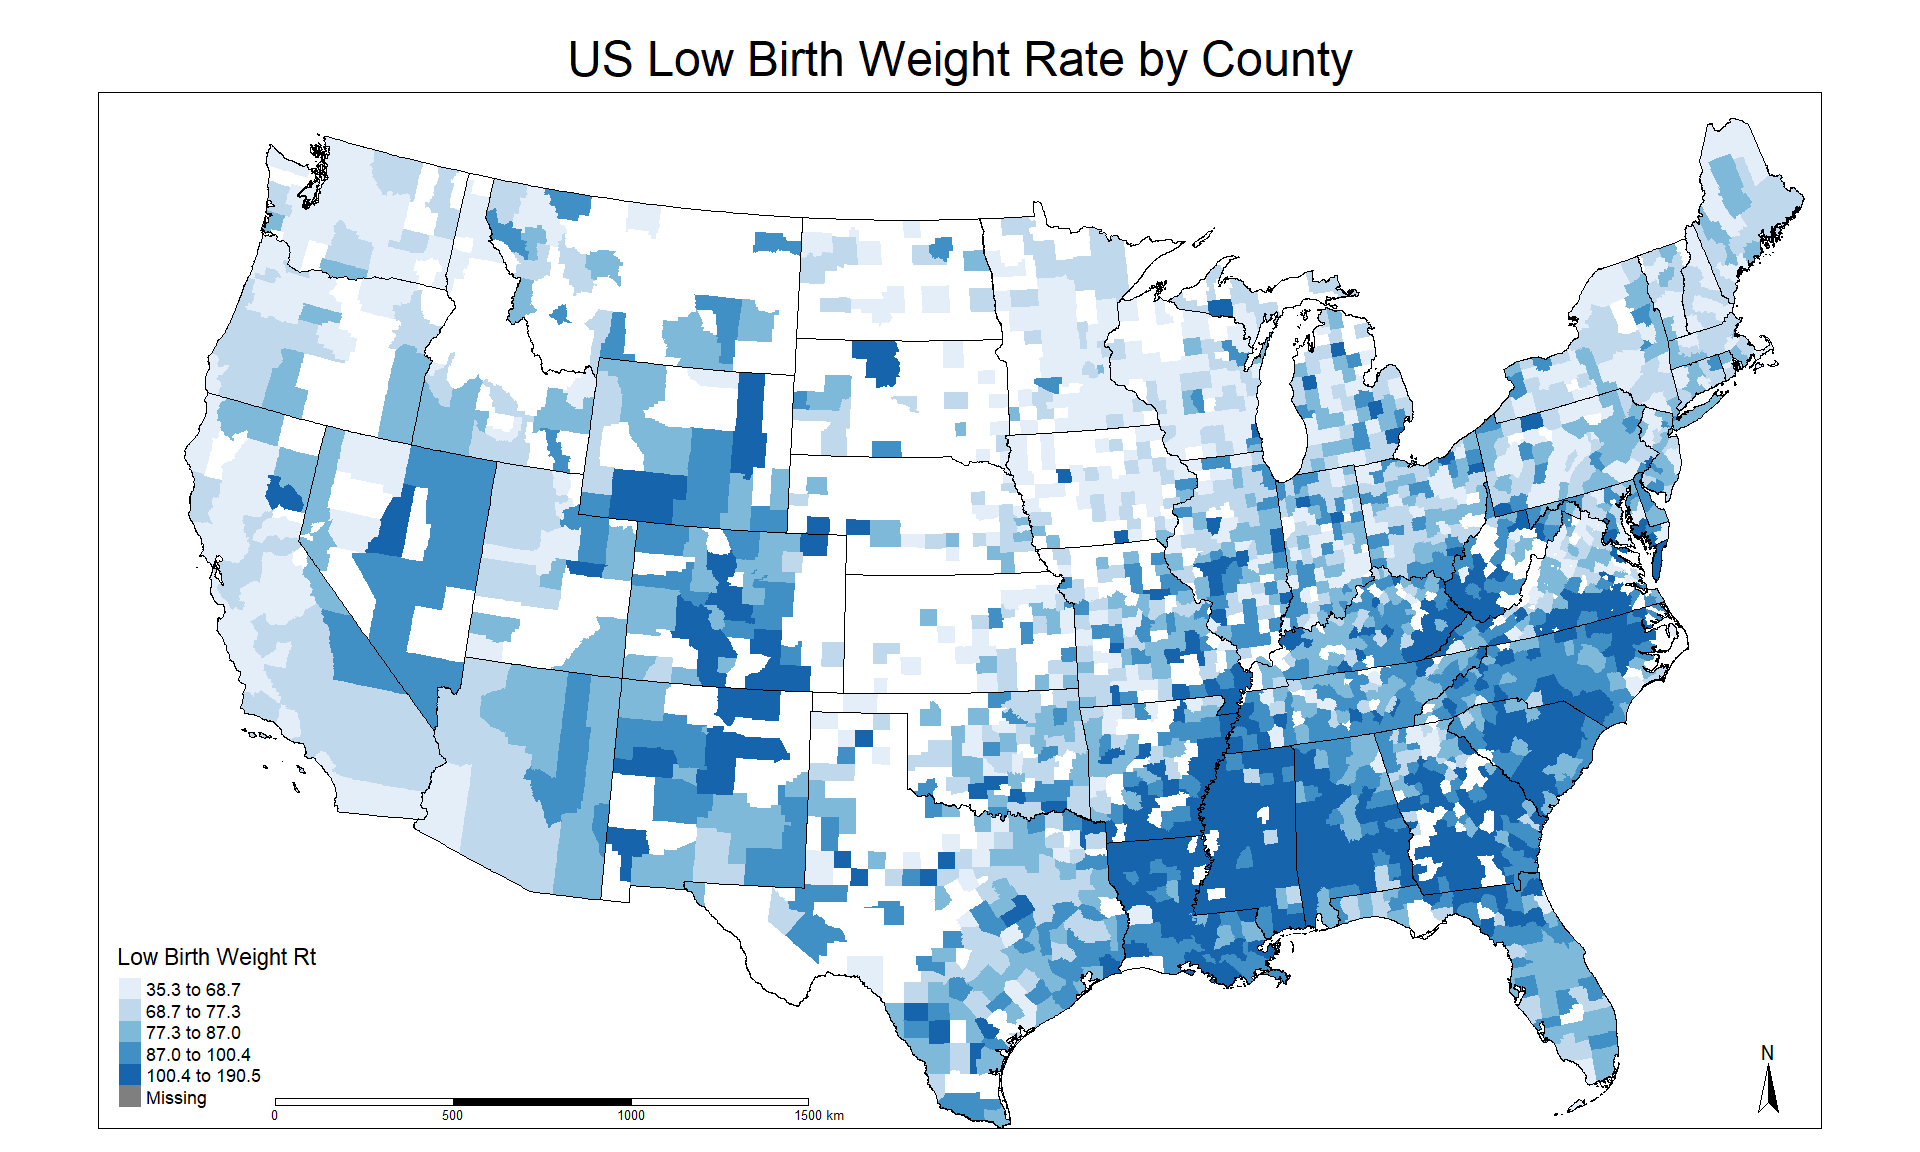 US Low Birth Weight Rate by County
Low Birth Weight Rt
35.3 to 68.7
68.7 to 77.3
77.3 to 87.0
87.0 to 100.4
100.4 to 190.5
Missing
0 500 1000 1500 km
N